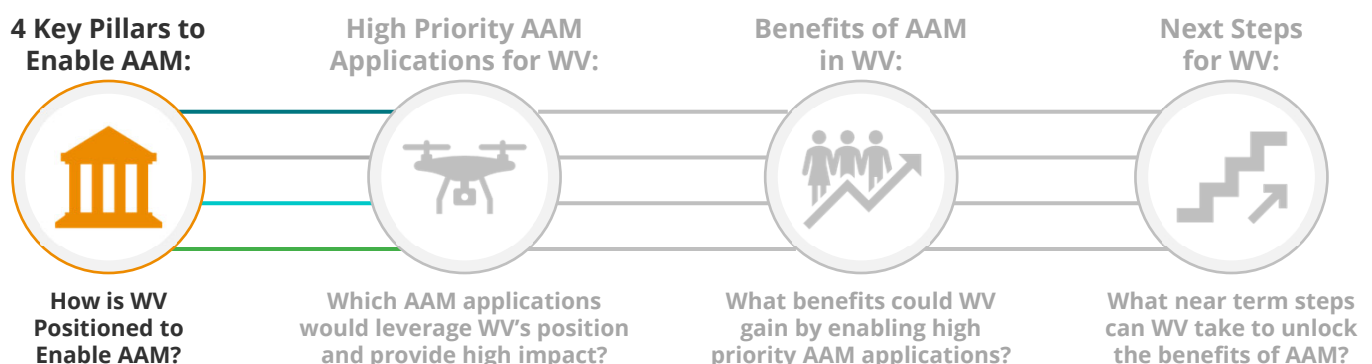 4 Key Pillars to
Enable AAM:
High Priority AAM
Applications for WV:
Benefits of AAM
in WV:
Next Steps
for WV:
How is WV
Positioned to
Enable AAM?
Which AAM applications
would leverage WV's position
and provide high impact?
What benefits could WV
gain by enabling high
priority AAM applications?
What near term steps
can WV take to unlock
the benefits of AAM?